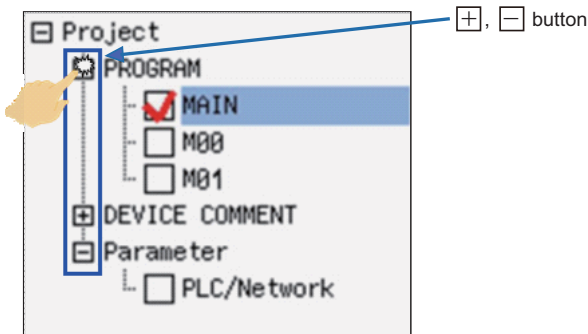 +, - button
Project
PROGRAM
MAIN
M00
M01
DEVICE COMMENT
Parameter
PLC/Network